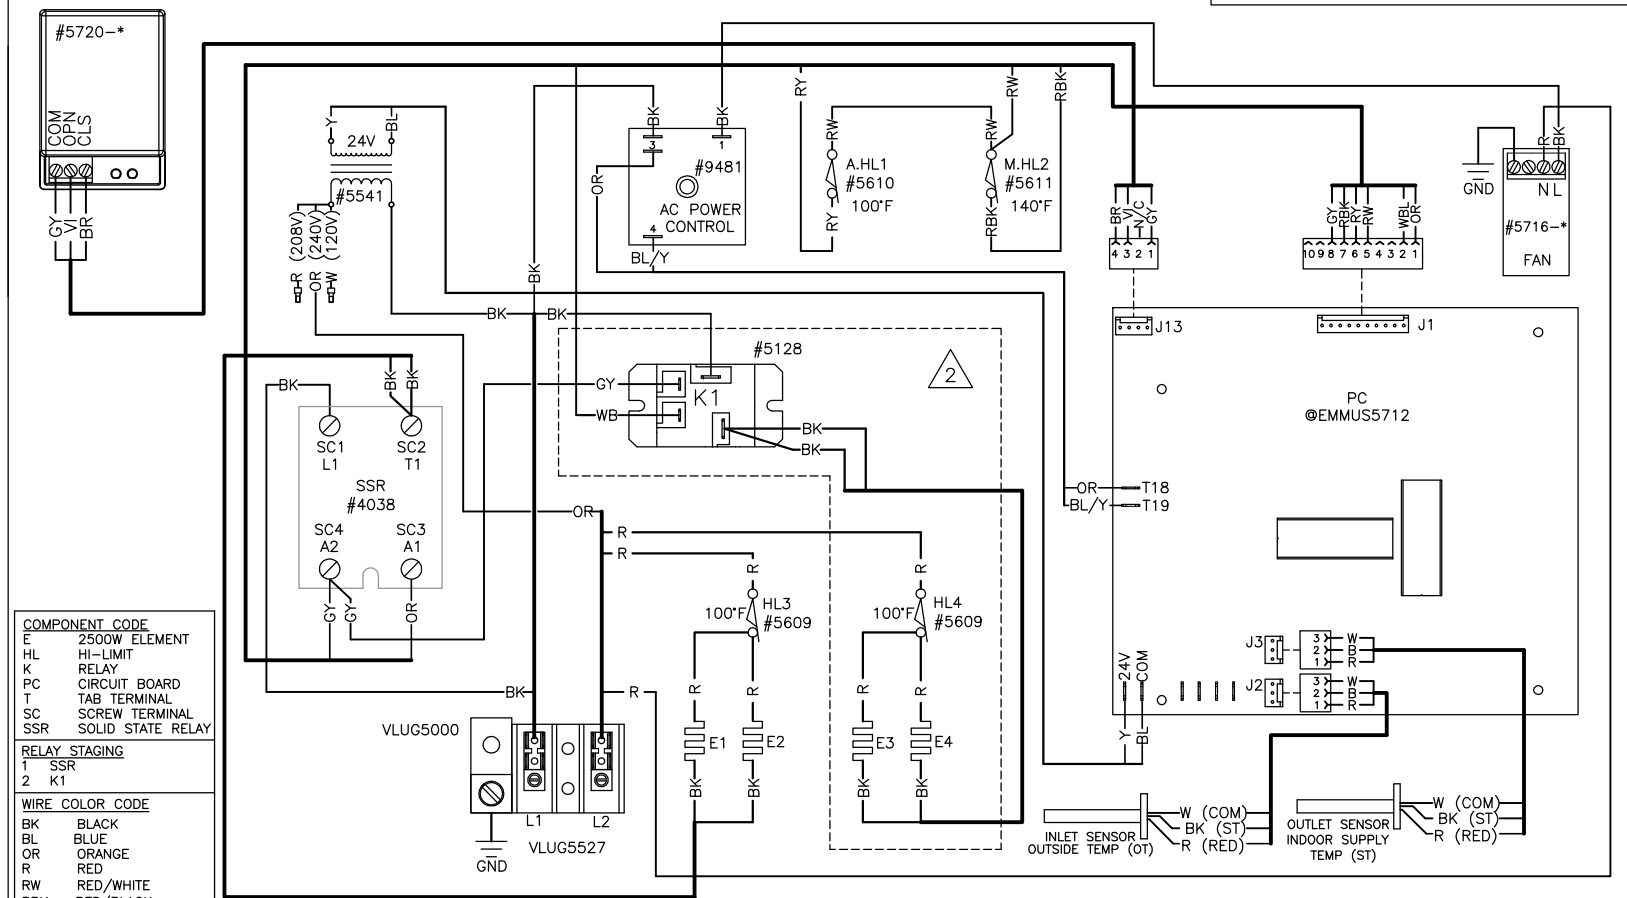 #5720-*
COM
OPN
CLS
GY
VI
BR
Y
BL
24V
#5541
(208V)
(240V)
(120V)
R
OR
W
BK
BK
3
1
#9481
AC POWER
CONTROL
4
BL/Y
OR
BK
RY
RW
A.HL1
#5610
100°F
RY
RW
RBK
RW
M.HL2
#5611
140°F
RBK
BR
VI
N/C
GY
4 3 2 1
J13
GY
RBK
RY
RW
WBL
OR
10 9 8 7 6 5 4 3 2 1
J1
GND
R
BK
N L
#5716-*
FAN
BK
BK
#5128
2
GY
WB
K1
BK
BK
PC
@EMMUS5712
BK
BK
BK
SC1
L1
SC2
T1
SSR
#4038
SC4
A2
SC3
A1
GY
GY
OR
OR
OR
T18
BL/Y
T19
R
R
R
100°F
HL3
#5609
R
100°F
HL4
#5609
BK
R
R
R
R
R
E1
E2
E3
E4
BK
BK
BK
BK
VLUG5000
L1
L2
GND
VLUG5527
24V
COM
Y
BL
J3
3 W
2 B
1 R
J2
3 W
2 B
1 R
W (COM)
BK (ST)
R (RED)
INLET SENSOR
OUTSIDE TEMP (OT)
W (COM)
BK (ST)
R (RED)
OUTLET SENSOR
INDOOR SUPPLY
TEMP (ST)
COMPONENT CODE
E 2500W ELEMENT
HL HI-LIMIT
K RELAY
PC CIRCUIT BOARD
T TAB TERMINAL
SC SCREW TERMINAL
SSR SOLID STATE RELAY
RELAY STAGING
1 SSR
2 K1
WIRE COLOR CODE
BK BLACK
BL BLUE
OR ORANGE
R RED
RW RED/WHITE